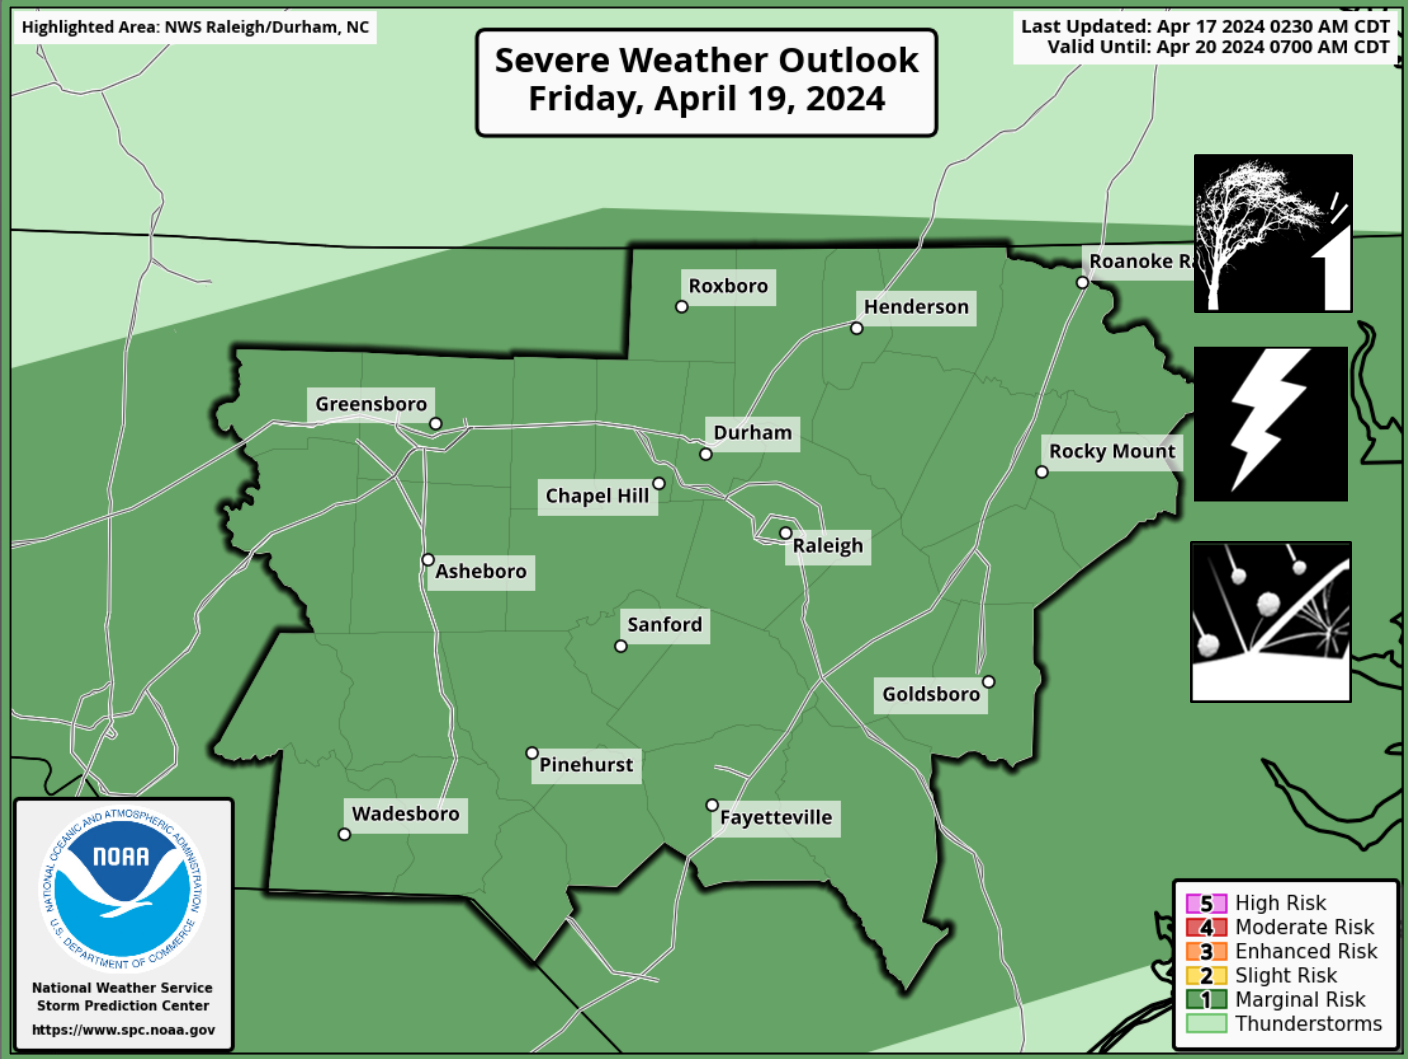 Highlighted Area: NWS Raleigh/Durham, NC
Last Updated: Apr 17 2024 0230 AM CDT
Valid Until: Apr 20 2024 0700 AM CDT
Severe Weather Outlook
Friday, April 19, 2024
Roanoke Ra
Roxboro
Henderson
Greensboro
Durham
Rocky Mount
Chapel Hill
Raleigh
Asheboro
Sanford
Goldsboro
Pinehurst
Wadesboro
Fayetteville
NATIONAL OCEANIC AND ATMOSPHERIC ADMINISTRATION
NOAA
U.S. DEPARTMENT OF COMMERCE
National Weather Service
Storm Prediction Center
https://www.spc.noaa.gov
5 High Risk
4 Moderate Risk
3 Enhanced Risk
2 Slight Risk
1 Marginal Risk
Thunderstorms